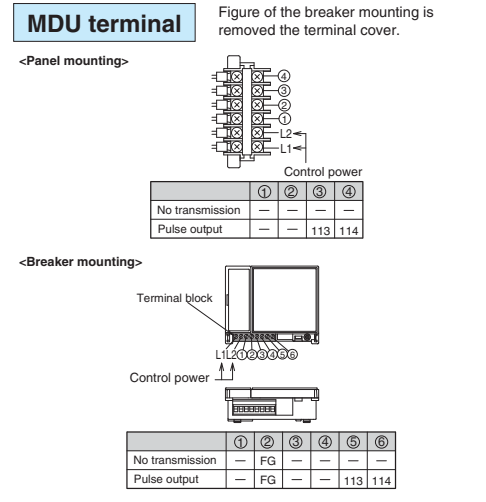 MDU terminal
Figure of the breaker mounting is
removed the terminal cover.
<Panel mounting>
④
③
②
①
L2
L1
Control power
① ② ③ ④
No transmission — — — —
Pulse output — — 113 114
<Breaker mounting>
Terminal block
L1L2①②③④⑤⑥
Control power
① ② ③ ④ ⑤ ⑥
No transmission — FG — — — —
Pulse output — FG — — 113 114